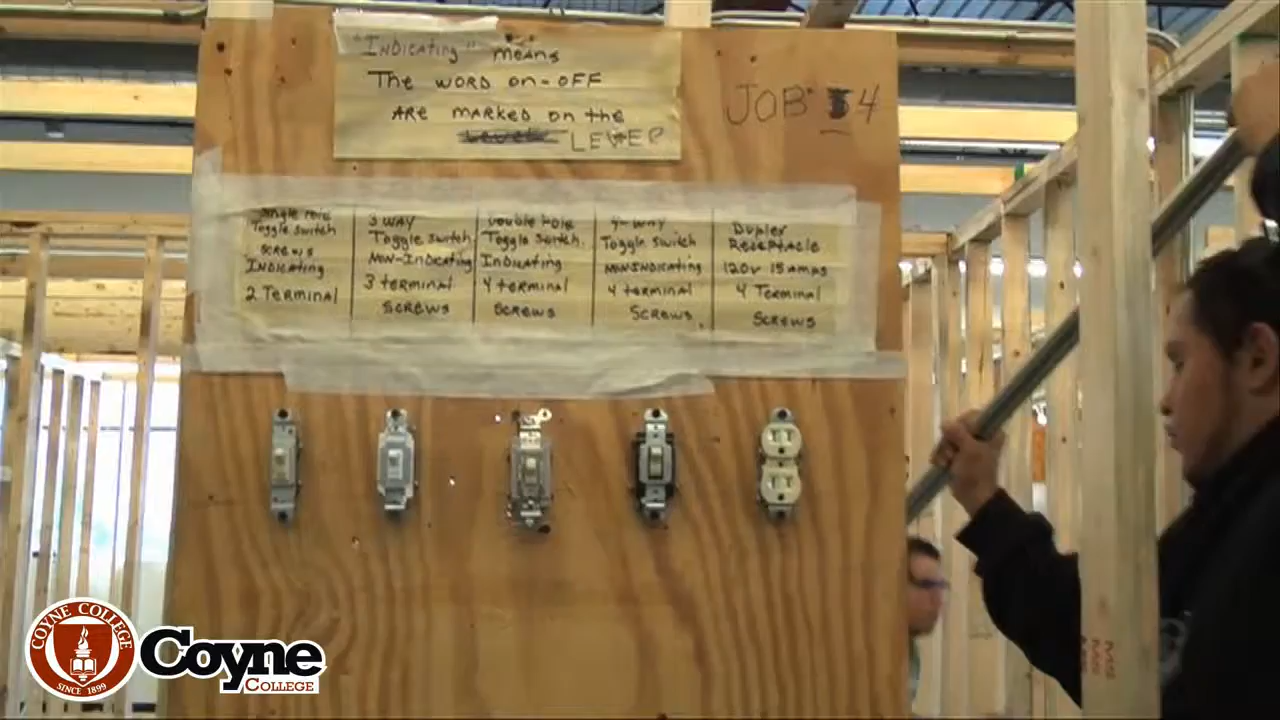 "INDICATING" MEANS
THE WORD ON-OFF
ARE MARKED ON THE
LEVER
JOB 4
Single Pole
Toggle switch
SCREWS
INDICATING
2 TERMINAL
3 WAY
Toggle switch
NON-INDICATING
3 terminal
SCREWS
Double Pole
Toggle Switch.
INDICATING
4 terminal
SCREWS
4-WAY
Toggle switch
NON INDICATING
4 terminal
SCREWS.
Duplex
RECEPTACLE
120V 15 AMPS
4 Terminal
SCREWS
COYNE COLLEGE
SINCE 1899
Coyne
COLLEGE